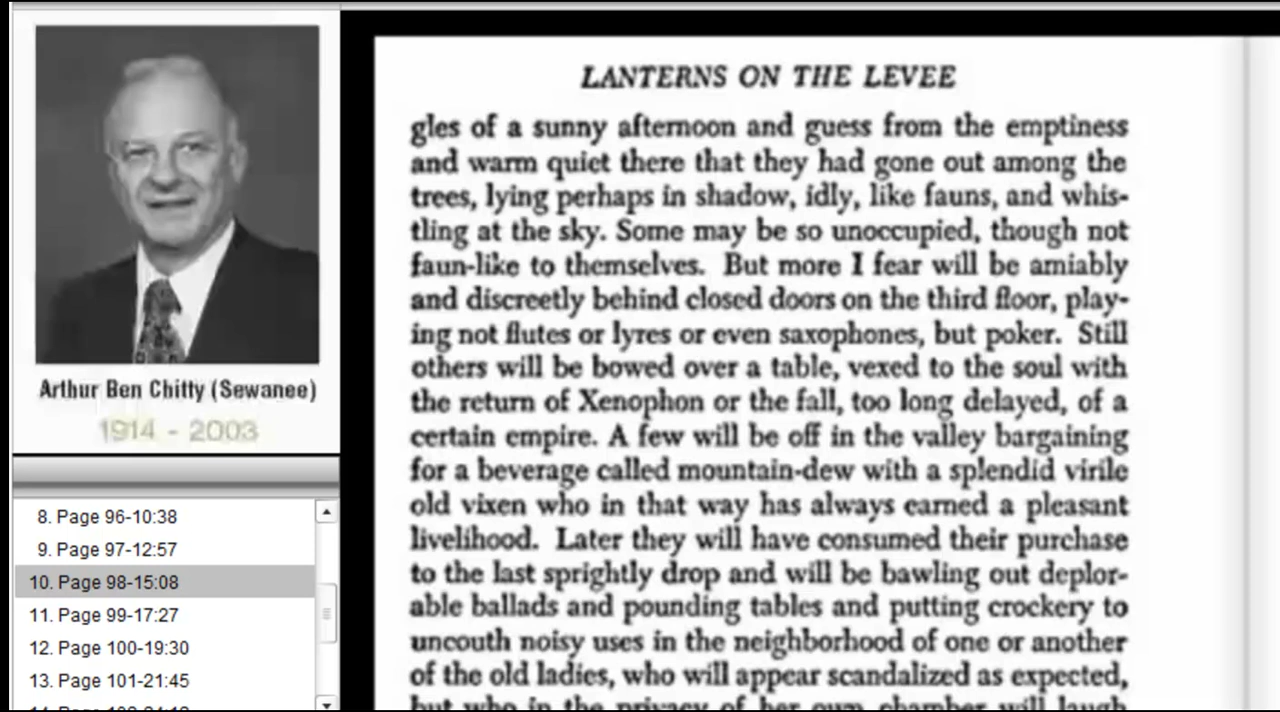 Arthur Ben Chitty (Sewanee)
1914 - 2003
8. Page 96-10:38
9. Page 97-12:57
10. Page 98-15:08
11. Page 99-17:27
12. Page 100-19:30
13. Page 101-21:45
LANTERNS ON THE LEVEE
gles of a sunny afternoon and guess from the emptiness
and warm quiet there that they had gone out among the
trees, lying perhaps in shadow, idly, like fauns, and whis-
tling at the sky. Some may be so unoccupied, though not
faun-like to themselves. But more I fear will be amiably
and discreetly behind closed doors on the third floor, play-
ing not flutes or lyres or even saxophones, but poker. Still
others will be bowed over a table, vexed to the soul with
the return of Xenophon or the fall, too long delayed, of a
certain empire. A few will be off in the valley bargaining
for a beverage called mountain-dew with a splendid virile
old vixen who in that way has always earned a pleasant
livelihood. Later they will have consumed their purchase
to the last sprightly drop and will be bawling out deplor-
able ballads and pounding tables and putting crockery to
uncouth noisy uses in the neighborhood of one or another
of the old ladies, who will appear scandalized as expected,
but who in the privacy of her own chamber will laugh